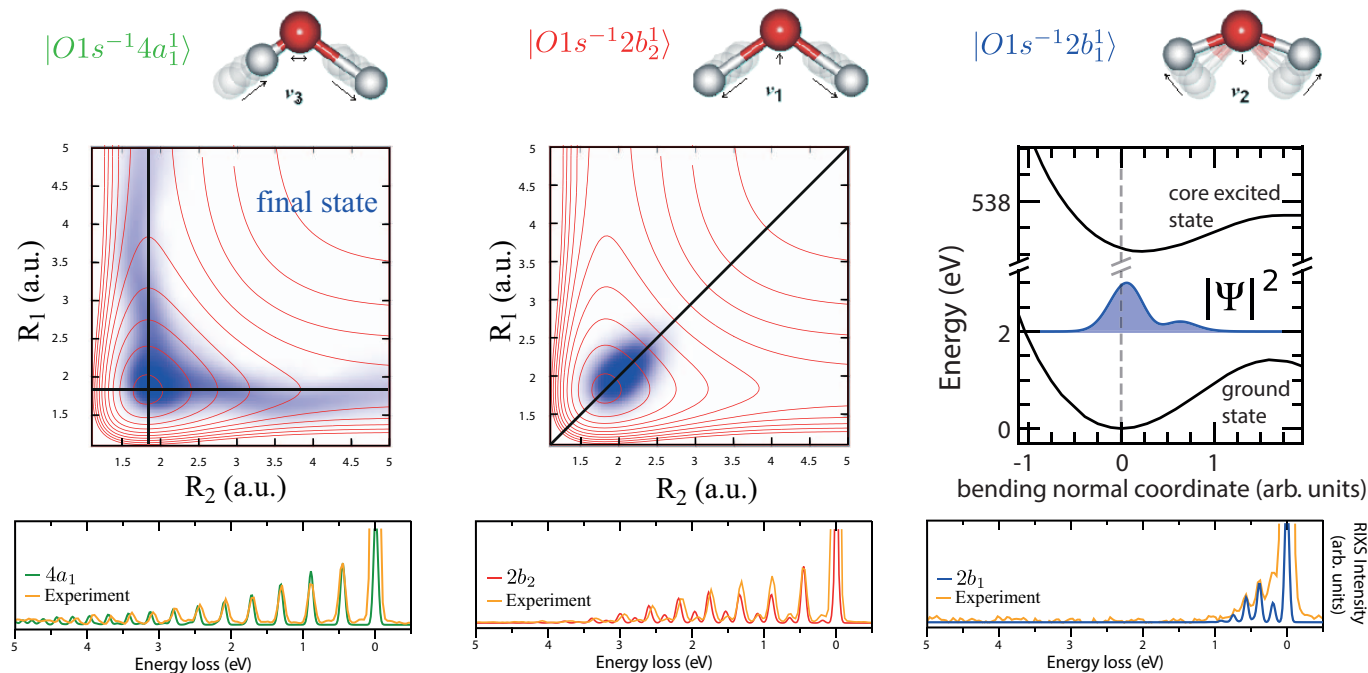 |O1s⁻¹4a₁¹⟩
ν₃
|O1s⁻¹2b₂¹⟩
ν₁
|O1s⁻¹2b₁¹⟩
ν₂
final state
R₁ (a.u.)
5
4.5
4
3.5
3
2.5
2
1.5
1.5 2 2.5 3 3.5 4 4.5 5
R₂ (a.u.)
R₁ (a.u.)
5
4.5
4
3.5
3
2.5
2
1.5
1.5 2 2.5 3 3.5 4 4.5 5
R₂ (a.u.)
Energy (eV)
538
2
0
core excited
state
|Ψ|²
ground
state
-1 0 1
bending normal coordinate (arb. units)
4a₁
Experiment
5 4 3 2 1 0
Energy loss (eV)
2b₂
Experiment
5 4 3 2 1 0
Energy loss (eV)
2b₁
Experiment
5 4 3 2 1 0
Energy loss (eV)
RIXS Intensity
(arb. units)